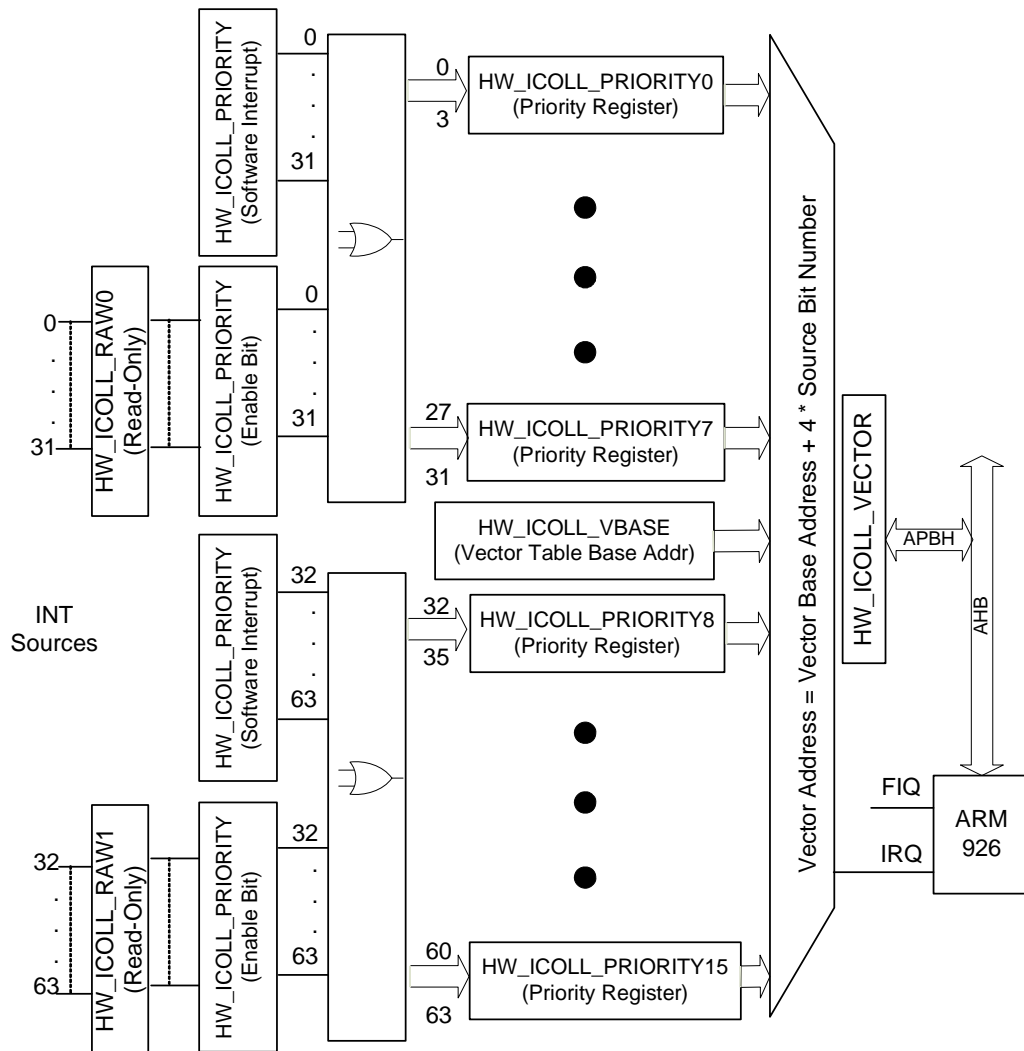 INT
Sources
0
.
.
.
31
HW_ICOLL_RAW0
(Read-Only)
32
.
.
.
63
HW_ICOLL_RAW1
(Read-Only)
HW_ICOLL_PRIORITY
(Software Interrupt)
0
.
.
.
31
HW_ICOLL_PRIORITY
(Enable Bit)
0
.
.
.
31
HW_ICOLL_PRIORITY
(Software Interrupt)
32
.
.
.
63
HW_ICOLL_PRIORITY
(Enable Bit)
32
.
.
.
63
0
3
HW_ICOLL_PRIORITY0
(Priority Register)
27
31
HW_ICOLL_PRIORITY7
(Priority Register)
HW_ICOLL_VBASE
(Vector Table Base Addr)
32
35
HW_ICOLL_PRIORITY8
(Priority Register)
60
63
HW_ICOLL_PRIORITY15
(Priority Register)
Vector Address = Vector Base Address + 4 * Source Bit Number
HW_ICOLL_VECTOR
APBH
AHB
FIQ
IRQ
ARM
926